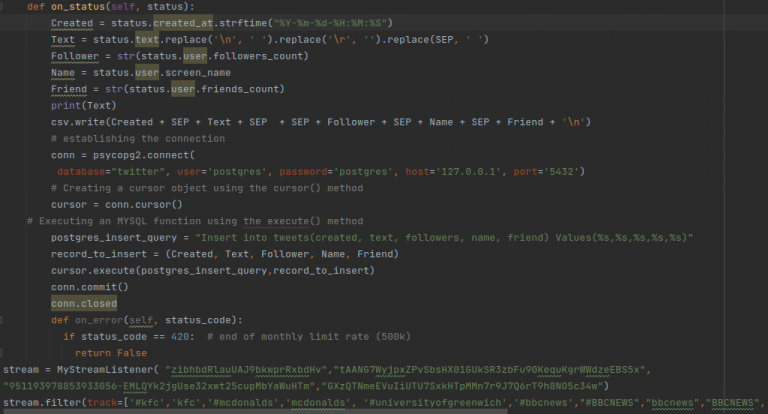 def on_status(self, status):
Created = status.created_at.strftime("%Y-%m-%d-%H:%M:%S")
Text = status.text.replace('\n', ' ').replace('\r', '').replace(SEP, ' ')
Follower = str(status.user.followers_count)
Name = status.user.screen_name
Friend = str(status.user.friends_count)
print(Text)
csv.write(Created + SEP + Text + SEP  + SEP + Follower + SEP + Name + SEP + Friend + '\n')
# establishing the connection
conn = psycopg2.connect(
database="twitter", user='postgres', password='postgres', host='127.0.0.1', port='5432')
# Creating a cursor object using the cursor() method
cursor = conn.cursor()
# Executing an MYSQL function using the execute() method
postgres_insert_query = "Insert into tweets(created, text, followers, name, friend) Values(%s,%s,%s,%s,%s)"
record_to_insert = (Created, Text, Follower, Name, Friend)
cursor.execute(postgres_insert_query,record_to_insert)
conn.commit()
conn.closed
def on_error(self, status_code):
if status_code == 420:  # end of monthly limit rate (500k)
return False
stream = MyStreamListener( "zibhbdRlauUAJ9bkwprRxbdHv","tAANG7WyjpxZPvSbsHX01GUkSR3zbFu90KequKgrWWdzeEBS5x",
"951193978853933056-EMLQYk2jgUse32xwt25cupMbYaWuHTm","GXzQTNmeEVuIiUTU7SxkHTpMMn7r9J7Q6rT9h8NO5c34w")
stream.filter(track=['#kfc','kfc','#mcdonalds','mcdonalds', '#universityofgreenwich','#bbcnews',"#BBCNEWS","bbcnews","BBCNEWS",